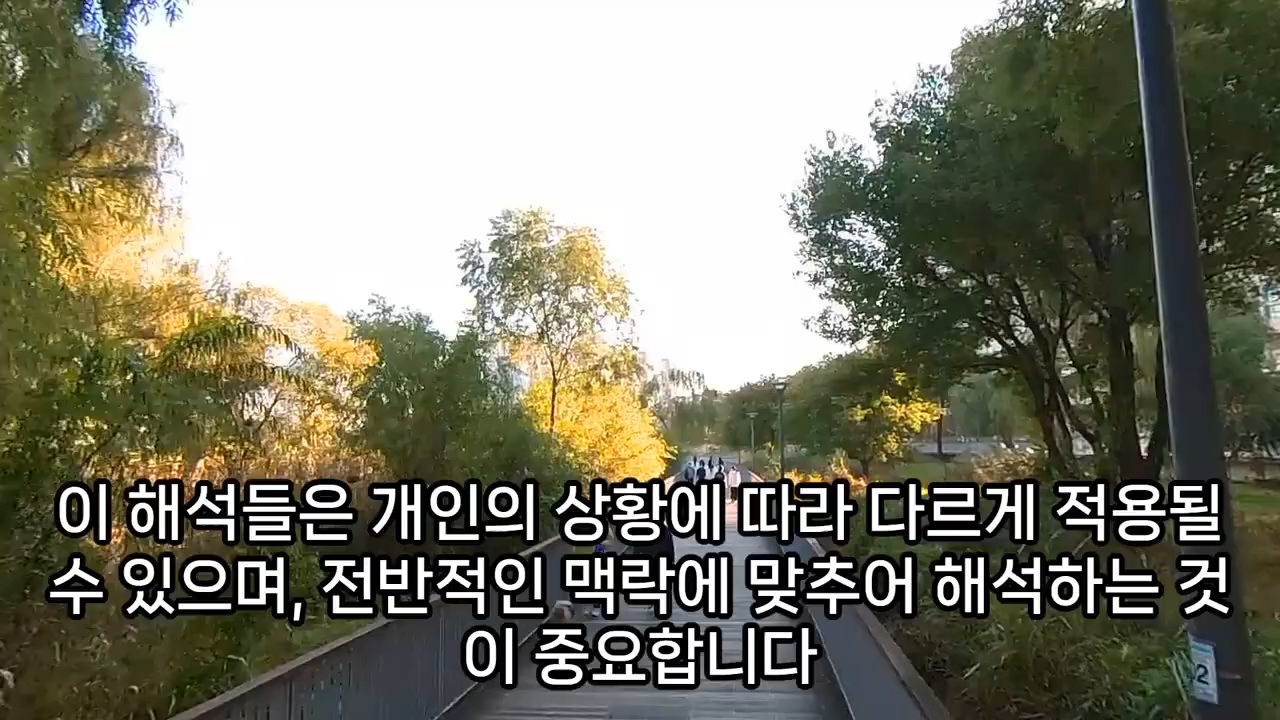 이 해석들은 개인의 상황에 따라 다르게 적용될
수 있으며, 전반적인 맥락에 맞추어 해석하는 것
이 중요합니다
2